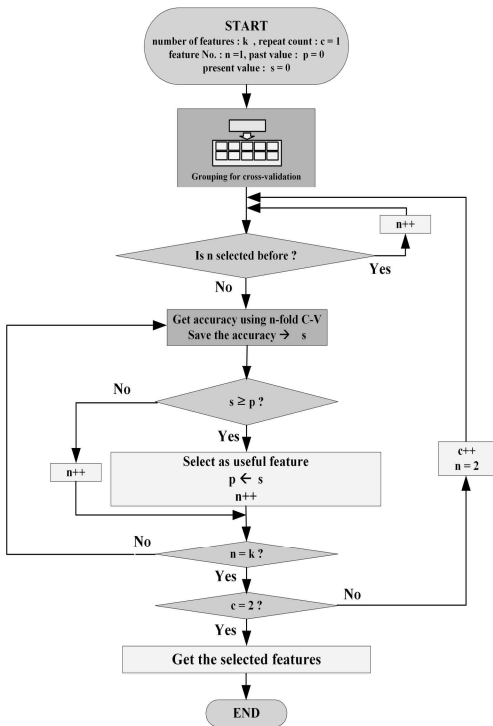 START
number of features : k , repeat count : c = 1
feature No. : n =1, past value : p = 0
present value : s = 0
Grouping for cross-validation
n++
Is n selected before ?
Yes
No
Get accuracy using n-fold C-V
Save the accuracy → s
No
s ≥ p ?
Yes
c++
n = 2
n++
Select as useful feature
p ← s
n++
No
n = k ?
Yes
No
c = 2 ?
Yes
Get the selected features
END